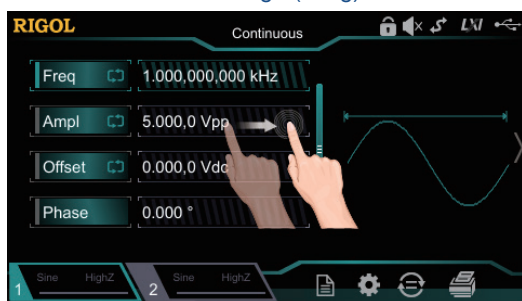 RIGOL Continuous LXI
Freq 1.000,000,000 kHz
Ampl 5.000,0 Vpp
Offset 0.000,0 Vdc
Phase 0.000 °
Sine HighZ Sine HighZ
1 2